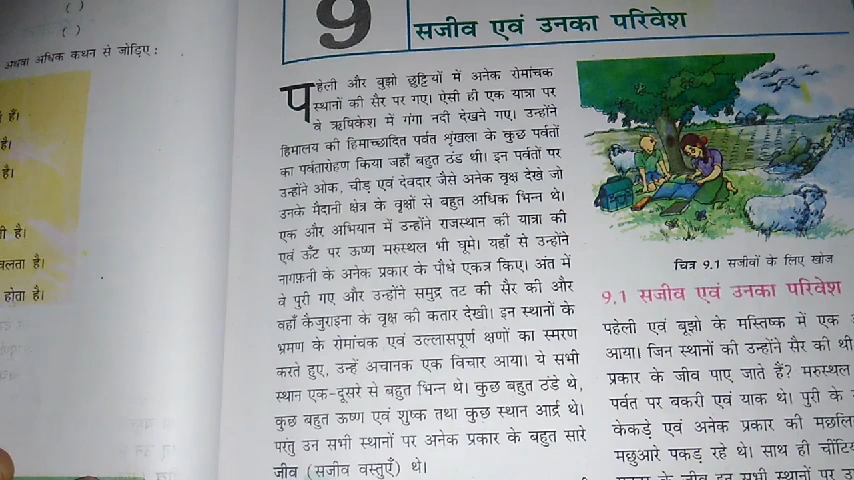 ( )
( )
अथवा अधिक कथन से जोड़िए :
हैं।
है।
है।
है।
है।
होता है।
9
सजीव एवं उनका परिवेश
पहेली और बुझो छुट्टियों में अनेक रोमांचक
स्थानों की सैर पर गए। ऐसी ही एक यात्रा पर
वे ऋषिकेश में गंगा नदी देखने गए। उन्होंने
हिमालय की हिमाच्छादित पर्वत शृंखला के कुछ पर्वतों
का पर्वतारोहण किया जहाँ बहुत ठंड थी। इन पर्वतों पर
उन्होंने ओक, चीड़ एवं देवदार जैसे अनेक वृक्ष देखे जो
उनके मैदानी क्षेत्र के वृक्षों से बहुत अधिक भिन्न थे।
एक और अभियान में उन्होंने राजस्थान की यात्रा की
एवं ऊँट पर ऊष्ण मरुस्थल भी घूमे। यहाँ से उन्होंने
नागफ़नी के अनेक प्रकार के पौधे एकत्र किए। अंत में
वे पुरी गए और उन्होंने समुद्र तट की सैर की और
वहाँ कैजुराइना के वृक्ष की कतार देखी। इन स्थानों के
भ्रमण के रोमांचक एवं उल्लासपूर्ण क्षणों का स्मरण
करते हुए, उन्हें अचानक एक विचार आया। ये सभी
स्थान एक-दूसरे से बहुत भिन्न थे। कुछ बहुत ठंडे थे,
कुछ बहुत ऊष्ण एवं शुष्क तथा कुछ स्थान आर्द्र थे।
परंतु उन सभी स्थानों पर अनेक प्रकार के बहुत सारे
जीव (सजीव वस्तुएँ) थे।
चित्र 9.1 सजीवों के लिए खोज
9.1 सजीव एवं उनका परिवेश
पहेली एवं बूझो के मस्तिष्क में एक
आया। जिन स्थानों की उन्होंने सैर की थी
प्रकार के जीव पाए जाते हैं? मरुस्थल
पर्वत पर बकरी एवं याक थे। पुरी के
केकड़े एवं अनेक प्रकार की
मछुआरे पकड़ रहे थे। साथ ही
के जीव इन सभी स्थानों पर